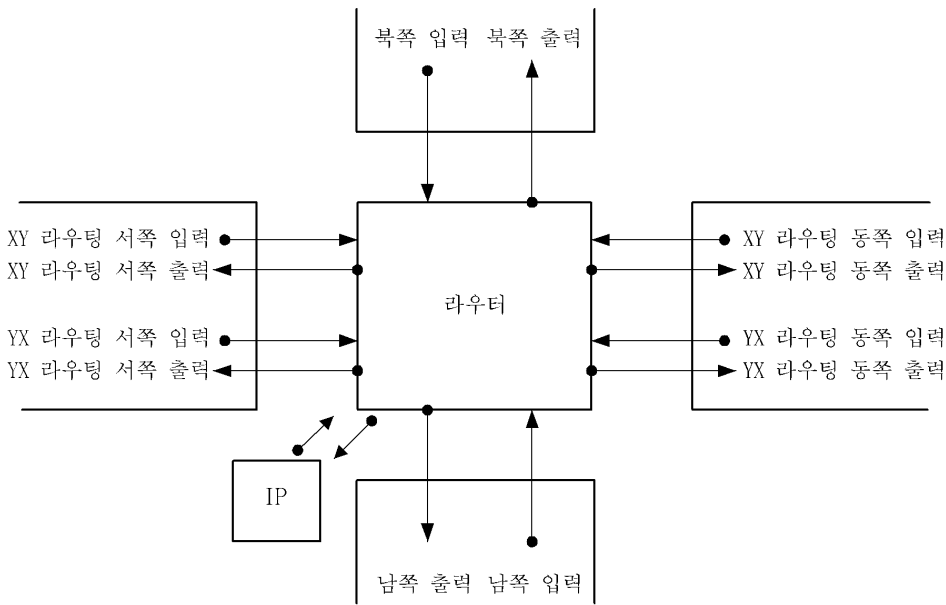 북쪽 입력 북쪽 출력
XY 라우팅 서쪽 입력
XY 라우팅 서쪽 출력
YX 라우팅 서쪽 입력
YX 라우팅 서쪽 출력
라우터
XY 라우팅 동쪽 입력
XY 라우팅 동쪽 출력
YX 라우팅 동쪽 입력
YX 라우팅 동쪽 출력
IP
남쪽 출력 남쪽 입력